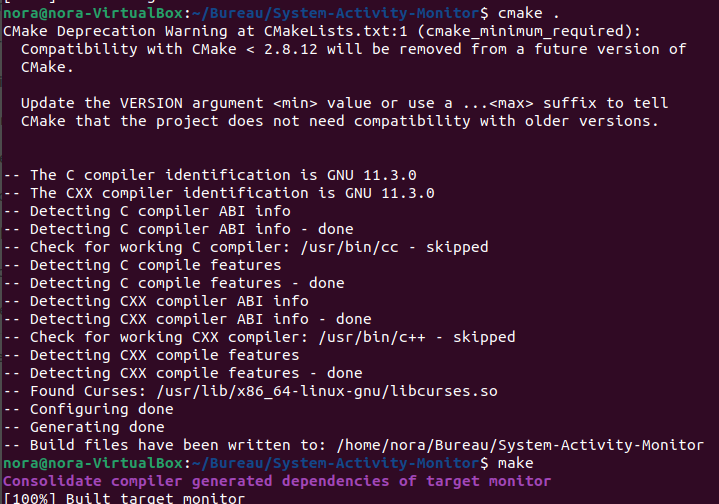 nora@nora-VirtualBox:~/Bureau/System-Activity-Monitor$ cmake .
CMake Deprecation Warning at CMakeLists.txt:1 (cmake_minimum_required):
  Compatibility with CMake < 2.8.12 will be removed from a future version of
  CMake.

  Update the VERSION argument <min> value or use a ...<max> suffix to tell
  CMake that the project does not need compatibility with older versions.


-- The C compiler identification is GNU 11.3.0
-- The CXX compiler identification is GNU 11.3.0
-- Detecting C compiler ABI info
-- Detecting C compiler ABI info - done
-- Check for working C compiler: /usr/bin/cc - skipped
-- Detecting C compile features
-- Detecting C compile features - done
-- Detecting CXX compiler ABI info
-- Detecting CXX compiler ABI info - done
-- Check for working CXX compiler: /usr/bin/c++ - skipped
-- Detecting CXX compile features
-- Detecting CXX compile features - done
-- Found Curses: /usr/lib/x86_64-linux-gnu/libcurses.so
-- Configuring done
-- Generating done
-- Build files have been written to: /home/nora/Bureau/System-Activity-Monitor
nora@nora-VirtualBox:~/Bureau/System-Activity-Monitor$ make
Consolidate compiler generated dependencies of target monitor
[100%] Built target monitor